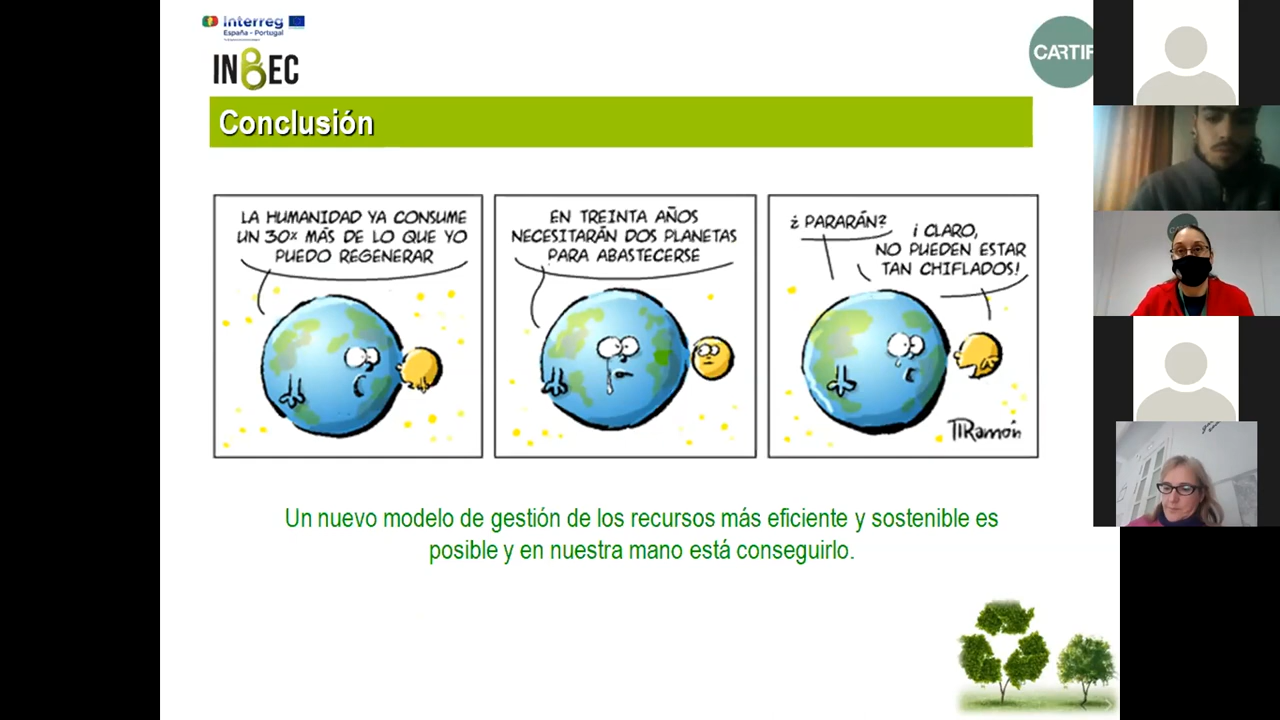 Interreg
España - Portugal
INBEC
CARTIF
Conclusión
LA HUMANIDAD YA CONSUME
UN 30% MÁS DE LO QUE YO
PUEDO REGENERAR
EN TREINTA AÑOS
NECESITARÁN DOS PLANETAS
PARA ABASTECERSE
¿ PARARÁN?
¡ CLARO,
NO PUEDEN ESTAR
TAN CHIFLADOS!
JRRamón
Un nuevo modelo de gestión de los recursos más eficiente y sostenible es
posible y en nuestra mano está conseguirlo.